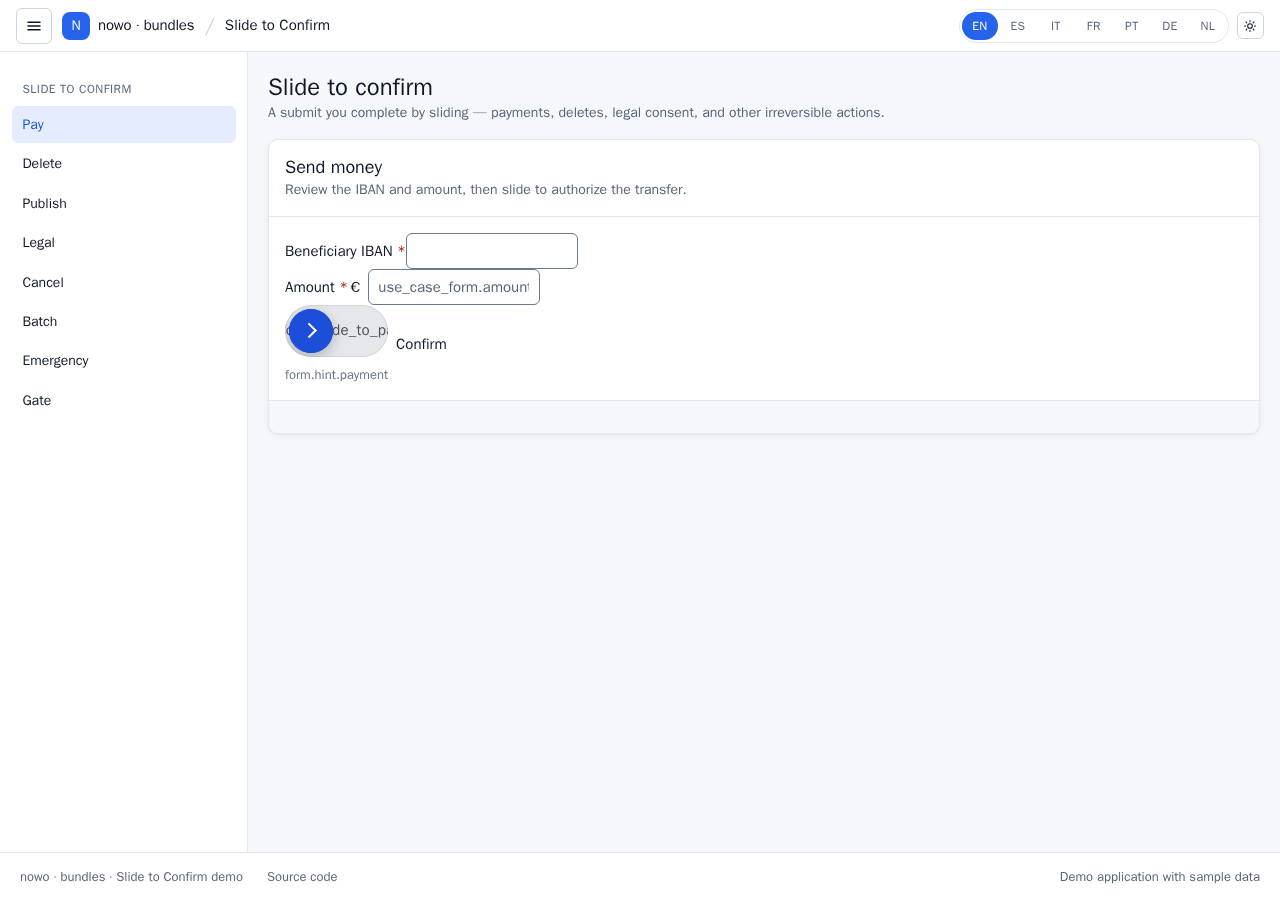 N nowo · bundles / Slide to Confirm
EN ES IT FR PT DE NL
SLIDE TO CONFIRM
Pay
Delete
Publish
Legal
Cancel
Batch
Emergency
Gate
Slide to confirm
A submit you complete by sliding — payments, deletes, legal consent, and other irreversible actions.
Send money
Review the IBAN and amount, then slide to authorize the transfer.
Beneficiary IBAN *
Amount * € use_case_form.amount
Confirm
form.hint.payment
nowo · bundles · Slide to Confirm demo
Source code
Demo application with sample data